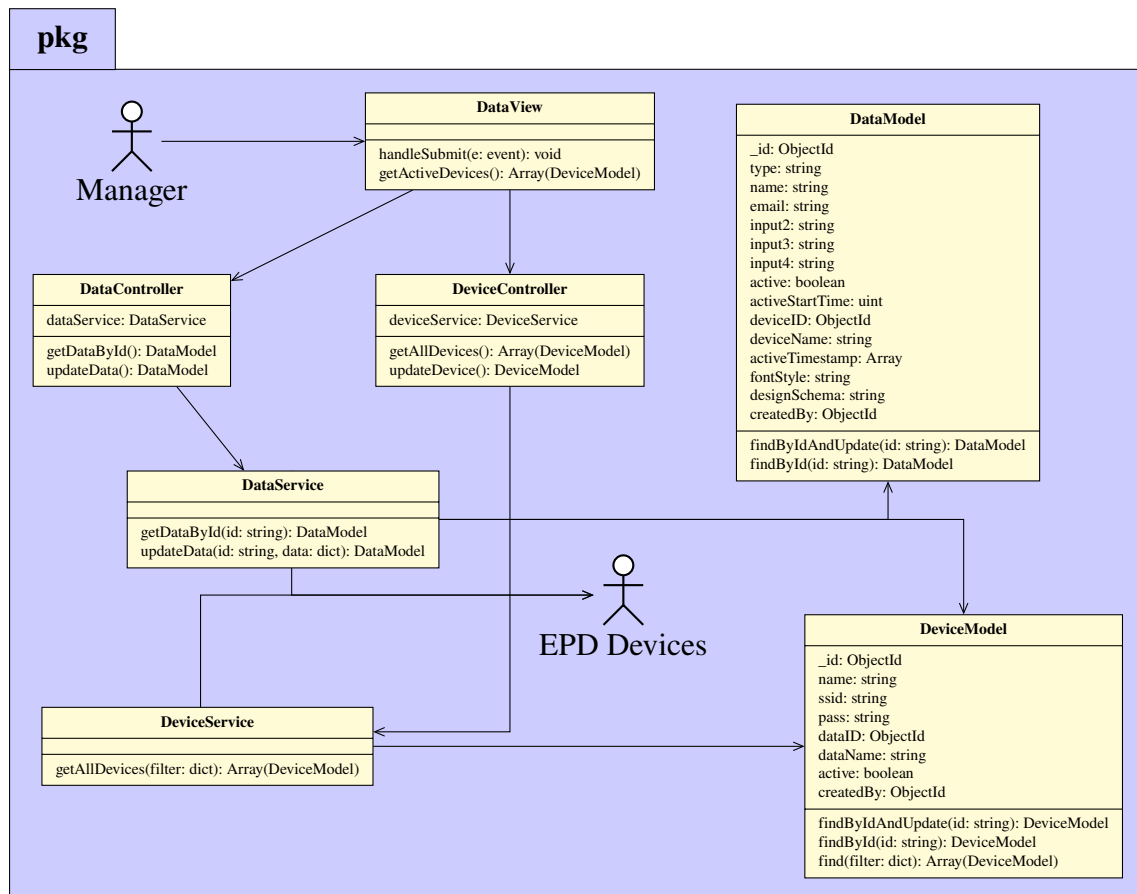 pkg
Manager
DataView
handleSubmit(e: event): void
getActiveDevices(): Array(DeviceModel)
DataModel
_id: ObjectId
type: string
name: string
email: string
input2: string
input3: string
input4: string
active: boolean
activeStartTime: uint
deviceID: ObjectId
deviceName: string
activeTimestamp: Array
fontStyle: string
designSchema: string
createdBy: ObjectId
findByIdAndUpdate(id: string): DataModel
findById(id: string): DataModel
DataController
dataService: DataService
getDataById(): DataModel
updateData(): DataModel
DeviceController
deviceService: DeviceService
getAllDevices(): Array(DeviceModel)
updateDevice(): DeviceModel
DataService
getDataById(id: string): DataModel
updateData(id: string, data: dict): DataModel
EPD Devices
DeviceService
getAllDevices(filter: dict): Array(DeviceModel)
DeviceModel
_id: ObjectId
name: string
ssid: string
pass: string
dataID: ObjectId
dataName: string
active: boolean
createdBy: ObjectId
findByIdAndUpdate(id: string): DeviceModel
findById(id: string): DeviceModel
find(filter: dict): Array(DeviceModel)